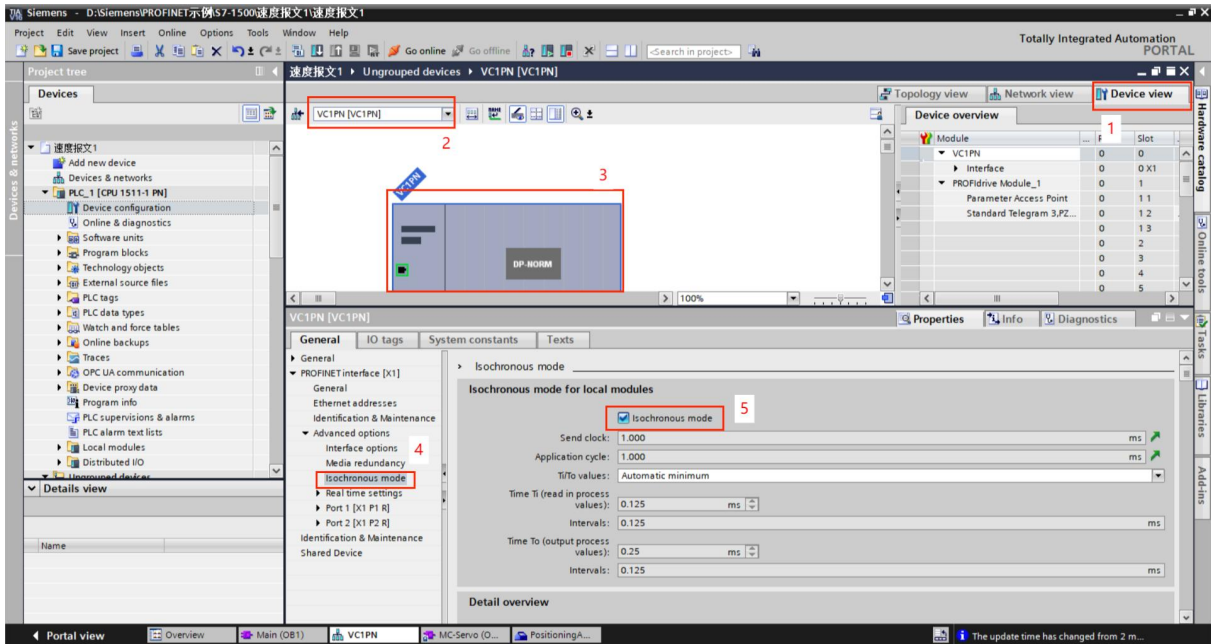 Siemens - D:\Siemens\PROFINET示例\S7-1500\速度报文1\速度报文1
Project Edit View Insert Online Options Tools Window Help
Totally Integrated Automation
PORTAL
Save project
Go online
Go offline
<Search in project>
Project tree
速度报文1 ▸ Ungrouped devices ▸ VC1PN [VC1PN]
Devices
Topology view
Network view
Device view
1
VC1PN [VC1PN]
2
3
VC1PN
DP-NORM
100%
Device overview
Module ... Slot
VC1PN 0 0
Interface 0 0 X1
PROFIdrive Module_1 0 1
Parameter Access Point 0 1 1
Standard Telegram 3,PZ... 0 1 2
0 1 3
0 2
0 3
0 4
0 5
速度报文1
Add new device
Devices & networks
PLC_1 [CPU 1511-1 PN]
Device configuration
Online & diagnostics
Software units
Program blocks
Technology objects
External source files
PLC tags
PLC data types
Watch and force tables
Online backups
Traces
OPC UA communication
Device proxy data
Program info
PLC supervisions & alarms
PLC alarm text lists
Local modules
Distributed I/O
Ungrouped devices
Details view
Name
VC1PN [VC1PN]
Properties
Info
Diagnostics
General
IO tags
System constants
Texts
General
PROFINET interface [X1]
General
Ethernet addresses
Identification & Maintenance
Advanced options
Interface options
4
Media redundancy
Isochronous mode
Real time settings
Port 1 [X1 P1 R]
Port 2 [X1 P2 R]
Identification & Maintenance
Shared Device
Isochronous mode
Isochronous mode for local modules
Isochronous mode
5
Send clock: 1.000 ms
Application cycle: 1.000 ms
Ti/To values: Automatic minimum
Time Ti (read in process
values): 0.125 ms
Intervals: 0.125 ms
Time To (output process
values): 0.25 ms
Intervals: 0.125 ms
Detail overview
Devices & networks
Hardware catalog
Online tools
Tasks
Libraries
Add-ins
Portal view
Overview
Main (OB1)
VC1PN
MC-Servo (O...
PositioningA...
The update time has changed from 2 m...